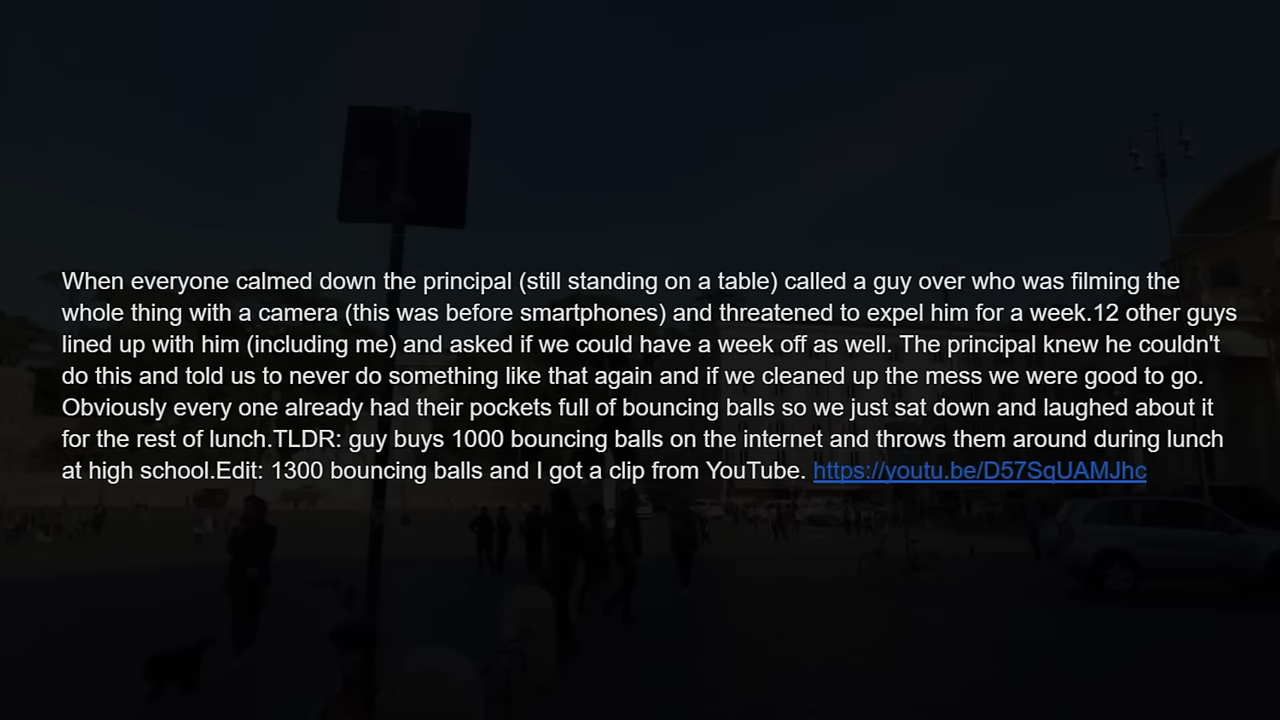 When everyone calmed down the principal (still standing on a table) called a guy over who was filming the
whole thing with a camera (this was before smartphones) and threatened to expel him for a week.12 other guys
lined up with him (including me) and asked if we could have a week off as well. The principal knew he couldn't
do this and told us to never do something like that again and if we cleaned up the mess we were good to go.
Obviously every one already had their pockets full of bouncing balls so we just sat down and laughed about it
for the rest of lunch.TLDR: guy buys 1000 bouncing balls on the internet and throws them around during lunch
at high school.Edit: 1300 bouncing balls and I got a clip from YouTube. https://youtu.be/D57SqUAMJhc